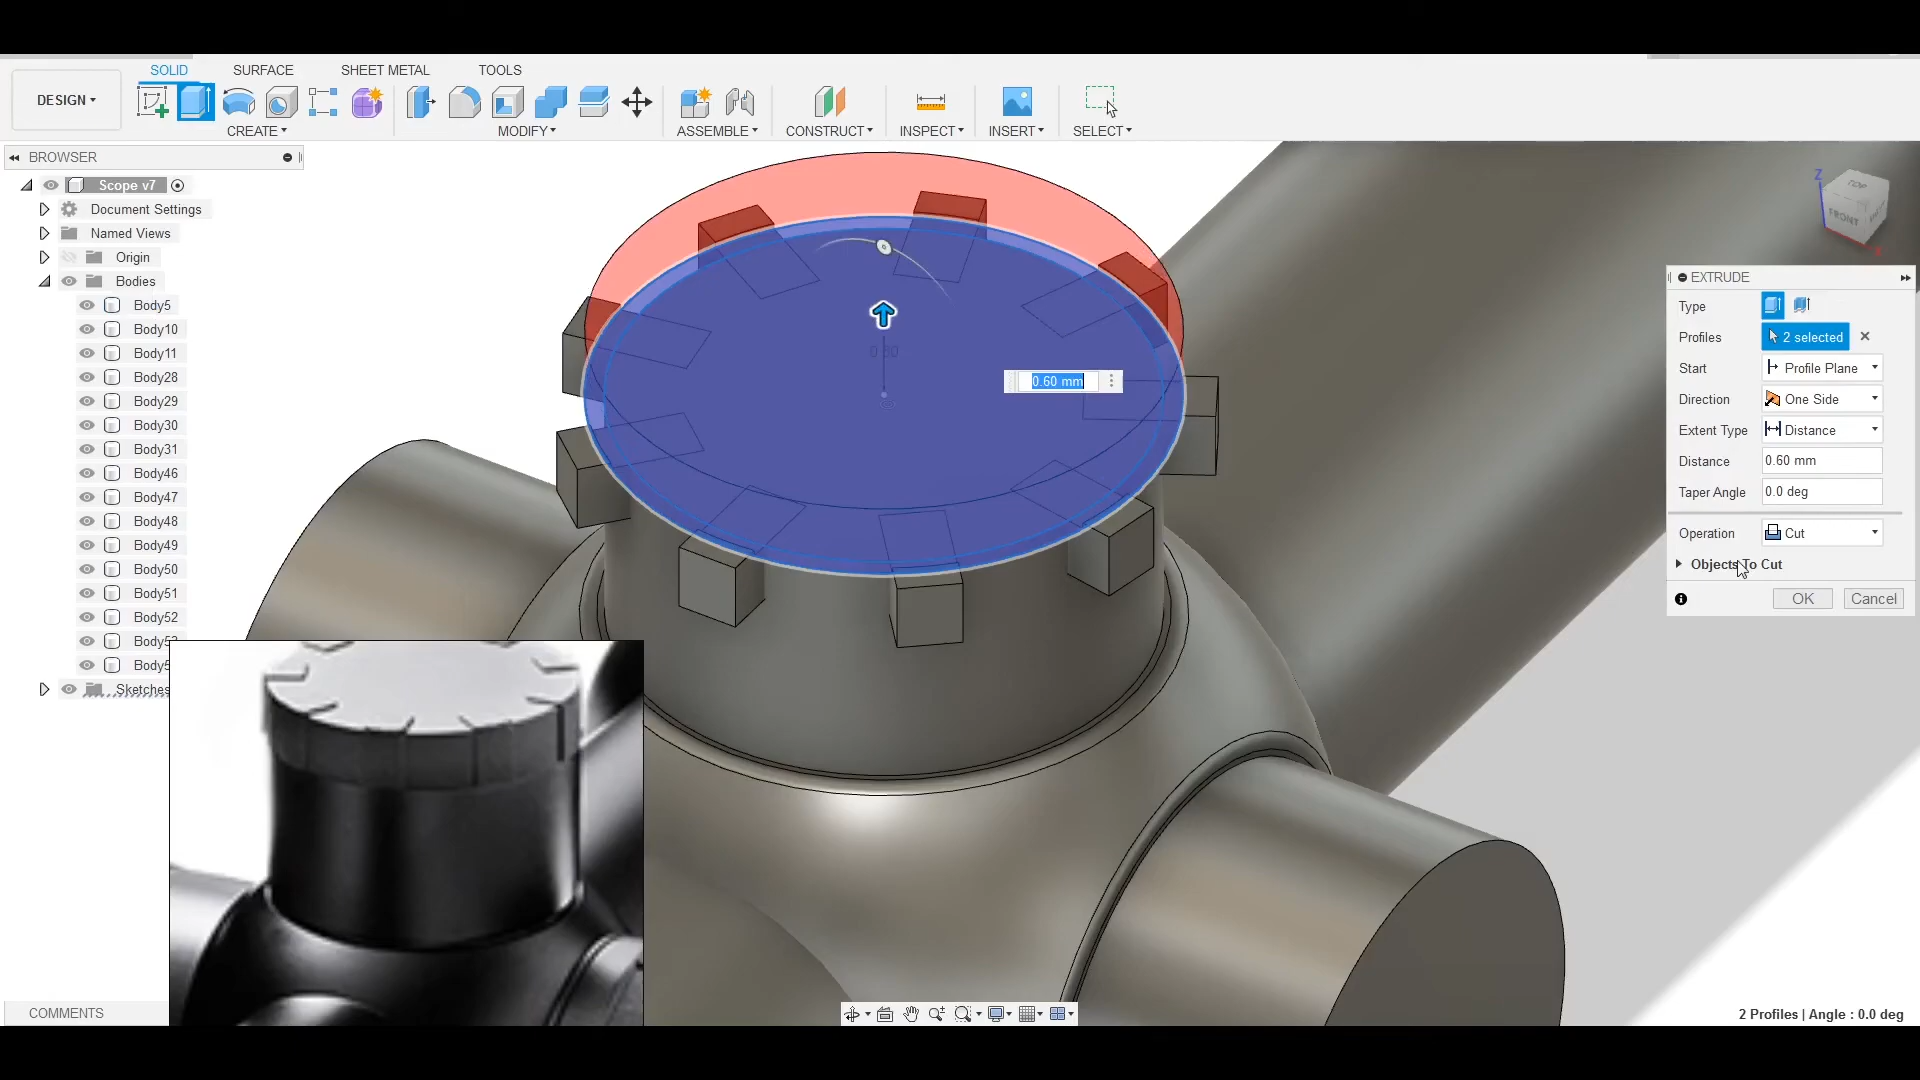 SOLID SURFACE SHEET METAL TOOLS
DESIGN
CREATE MODIFY ASSEMBLE CONSTRUCT INSPECT INSERT SELECT
BROWSER
Scope v7
Document Settings
Named Views
Origin
Bodies
Body5
Body10
Body11
Body28
Body29
Body30
Body31
Body46
Body47
Body48
Body49
Body50
Body51
Body52
Sketches
COMMENTS
0.60
0.60 mm
Z
TOP
FRONT
X
EXTRUDE
Type
Profiles 2 selected
Start Profile Plane
Direction One Side
Extent Type Distance
Distance 0.60 mm
Taper Angle 0.0 deg
Operation Cut
Objects To Cut
OK Cancel
2 Profiles | Angle : 0.0 deg